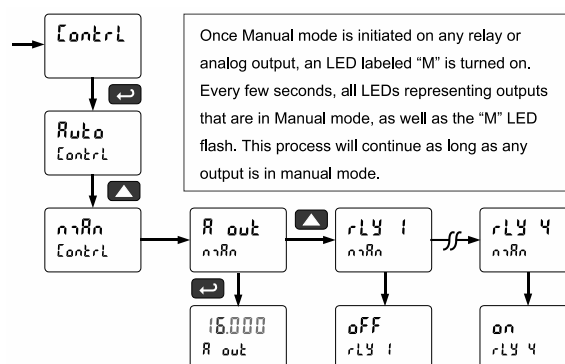 Contrl
Once Manual mode is initiated on any relay or
analog output, an LED labeled “M” is turned on.
Every few seconds, all LEDs representing outputs
that are in Manual mode, as well as the “M” LED
flash. This process will continue as long as any
output is in manual mode.
Auto
Contrl
mAn
Contrl
A out
mAn
rLY 1
mAn
rLY 4
mAn
16.000
A out
oFF
rLY 1
on
rLY 4